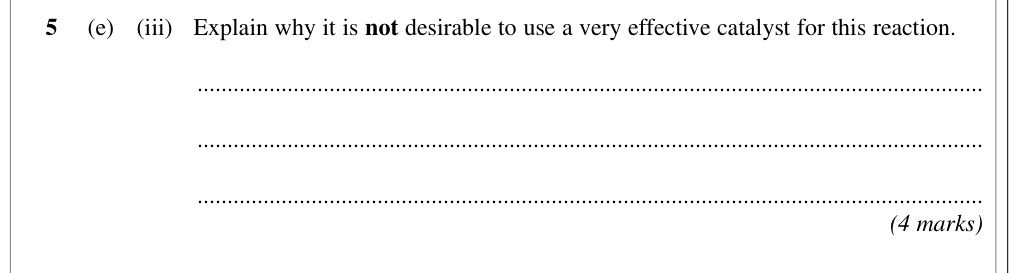 5 (e) (iii) Explain why it is not desirable to use a very effective catalyst for this reaction.
....................................................................................................................................
....................................................................................................................................
....................................................................................................................................
(4 marks)